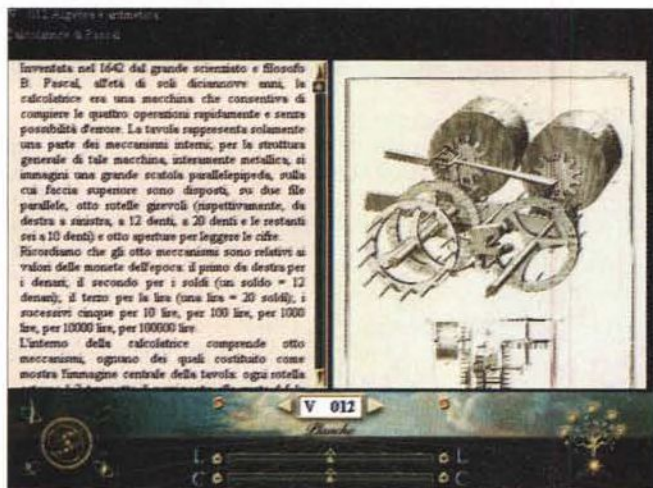 V 012 Algebra e aritmetica
Calcolatrice di Pascal
Inventata nel 1642 dal grande scienziato e filosofo
B. Pascal, all'età di soli diciannove anni, la
calcolatrice era una macchina che consentiva di
compiere le quattro operazioni rapidamente e senza
possibilità d'errore. La tavola rappresenta solamente
una parte dei meccanismi interni; per la struttura
generale di tale macchina, interamente metallica, si
immagini una grande scatola parallelepipeda, sulla
cui faccia superiore sono disposti, su due file
parallele, otto rotelle girevoli (rispettivamente, da
destra a sinistra, a 12 denti, a 20 denti e le restanti
sei a 10 denti) e otto aperture per leggere le cifre.
Ricordiamo che gli otto meccanismi sono relativi ai
valori delle monete dell'epoca: il primo da destra per
i denari; il secondo per i soldi (un soldo = 12
denari); il terzo per la lira (una lira = 20 soldi); i
sucessivi cinque per 10 lire, per 100 lire, per 1000
lire, per 10000 lire, per 100000 lire.
L'interno della calcolatrice comprende otto
meccanismi, ognuno dei quali costituito come
mostra l'immagine centrale della tavola: ogni rotella
V 012
Planche
L L
C C